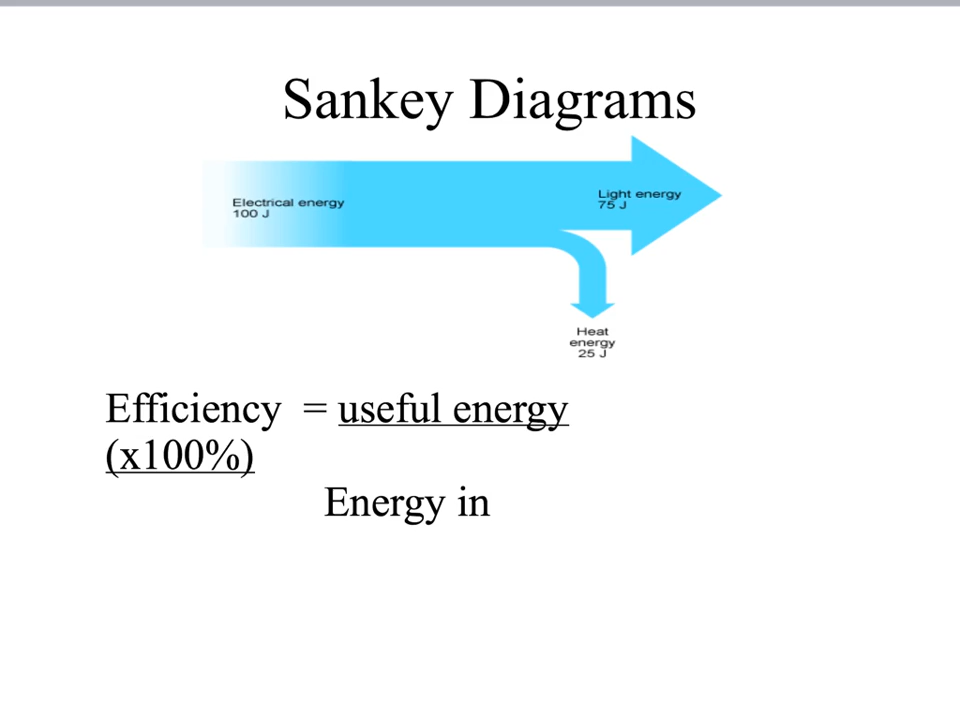 Sankey Diagrams
Electrical energy
100 J
Light energy
75 J
Heat
energy
25 J
Efficiency = useful energy
(x100%)
Energy in